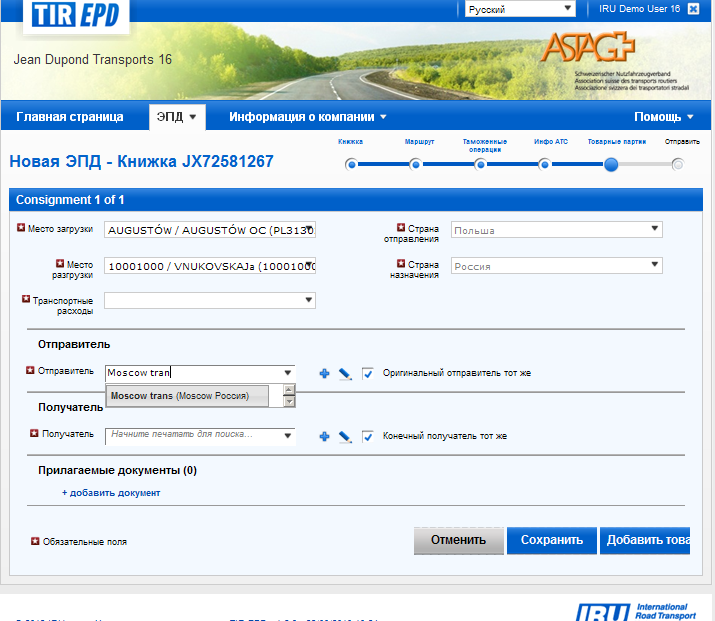 TIR EPD
Русский
IRU Demo User 16
Jean Dupond Transports 16
ASTAG
Schweizerischer Nutzfahrzeugverband
Association suisse des transports routiers
Associazione svizzera dei trasportatori stradali
Главная страница
ЭПД
Информация о компании
Помощь
Книжка
Маршрут
Таможенные операции
Инфо АТС
Товарные партии
Отправить
Новая ЭПД - Книжка JX72581267
Consignment 1 of 1
Место загрузки
AUGUSTÓW / AUGUSTÓW OC (PL3130
Страна отправления
Польша
Место разгрузки
10001000 / VNUKOVSKAJa (1000100
Страна назначения
Россия
Транспортные расходы
Отправитель
Отправитель
Moscow tran
Оригинальный отправитель тот же
Moscow trans (Moscow Россия)
Получатель
Получатель
Начните печатать для поиска...
Конечный получатель тот же
Прилагаемые документы (0)
+ добавить документ
Обязательные поля
Отменить
Сохранить
Добавить това
IRU
International
Road Transport